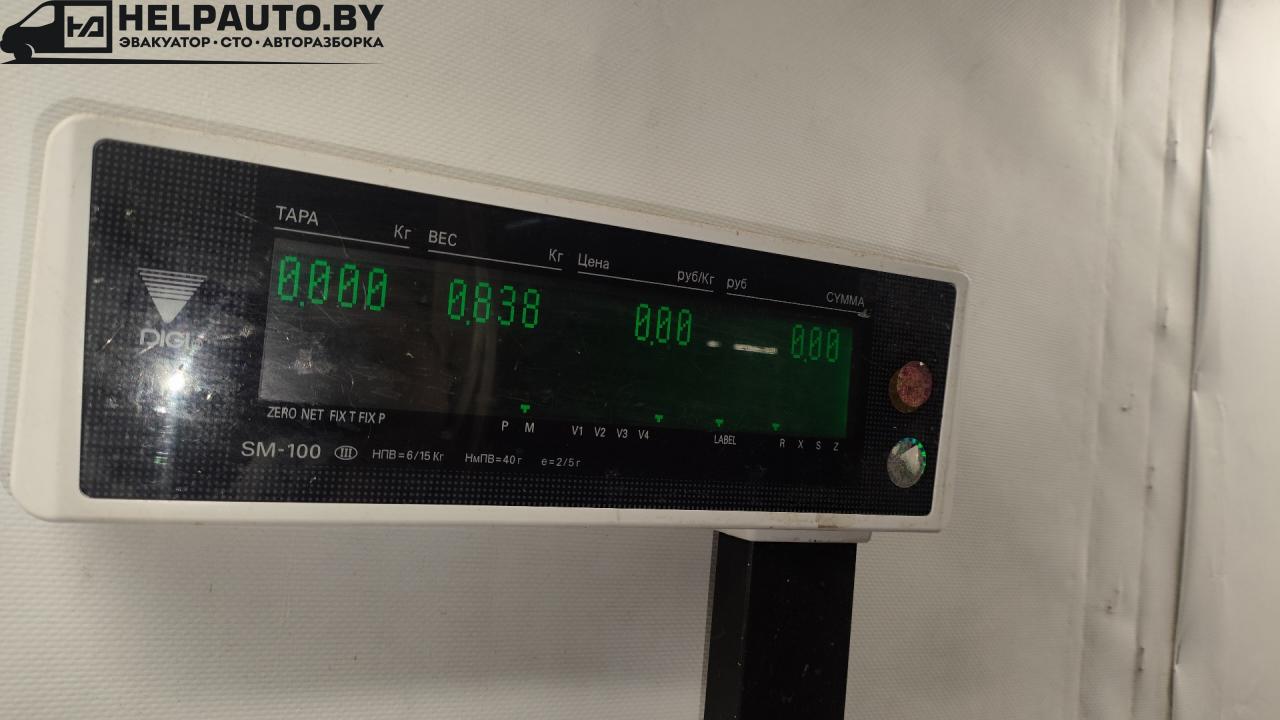 HELPAUTO.BY
ЭВАКУАТОР · СТО · АВТОРАЗБОРКА
ТАРА Кг ВЕС Кг Цена руб/Кг руб СУММА
0.000 0.838 0.00 0.00
DIGI
ZERO NET FIX T FIX P P M V1 V2 V3 V4 LABEL R X S Z
SM-100 III НПВ=6/15 Кг НмПВ=40 г е=2/5 г